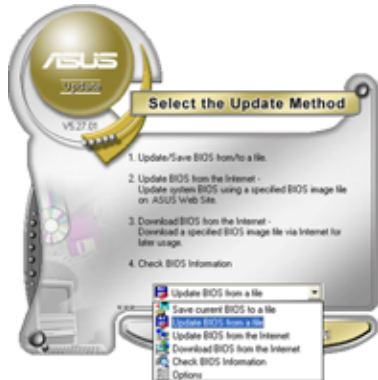 ASUS
Update
V5.27.01
Select the Update Method
1. Update/Save BIOS from/to a file.
2. Update BIOS from the Internet -
Update system BIOS using a specified BIOS image file
on ASUS Web Site.
3. Download BIOS from the Internet -
Download a specified BIOS image file via Internet for
later usage.
4. Check BIOS Information
Update BIOS from a file
Save current BIOS to a file
Update BIOS from a file
Update BIOS from the Internet
Download BIOS from the Internet
Check BIOS Information
Options